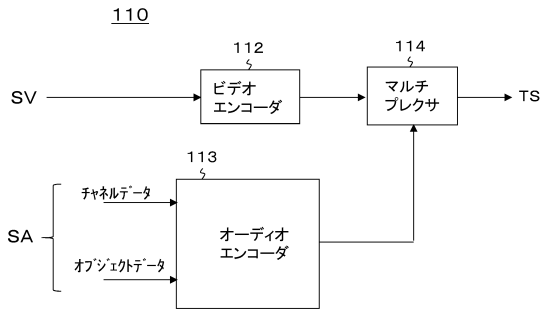 110
112
114
SV
ビデオ
エンコーダ
マルチ
プレクサ
TS
113
チャネルデータ
SA
オーディオ
エンコーダ
オブジェクトデータ